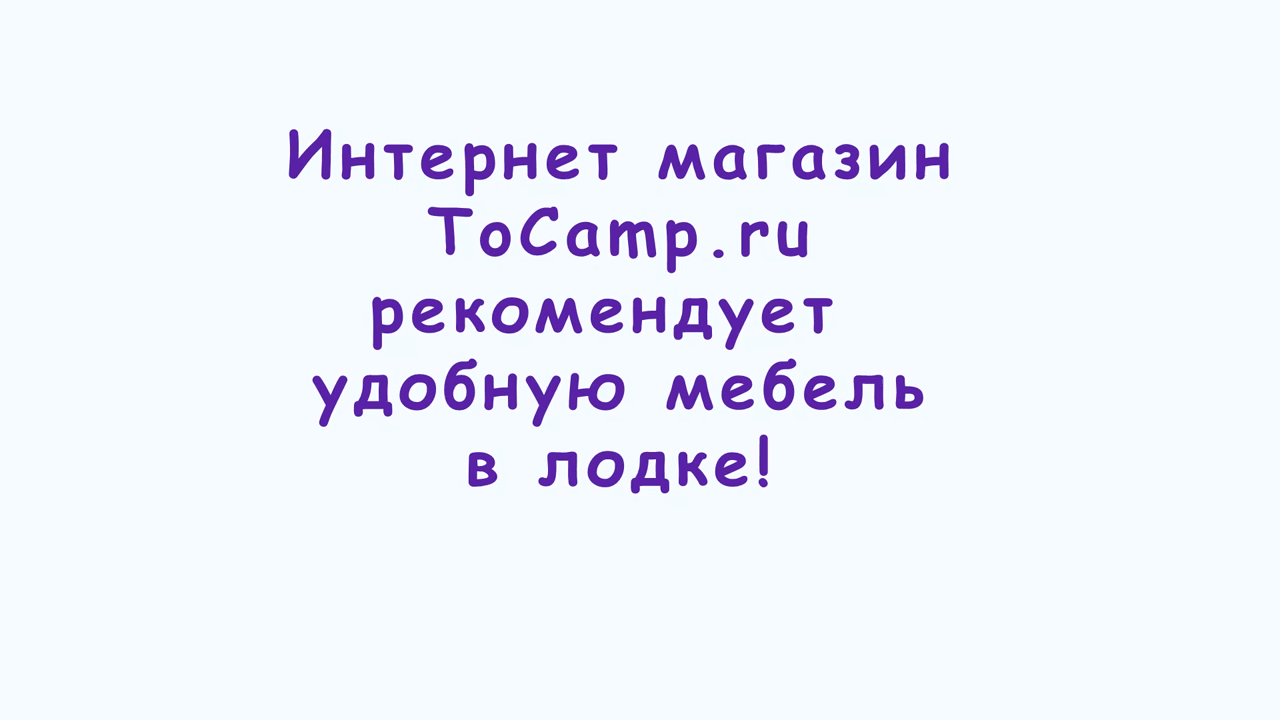 Интернет магазин
ToCamp.ru
рекомендует
удобную мебель
в лодке!